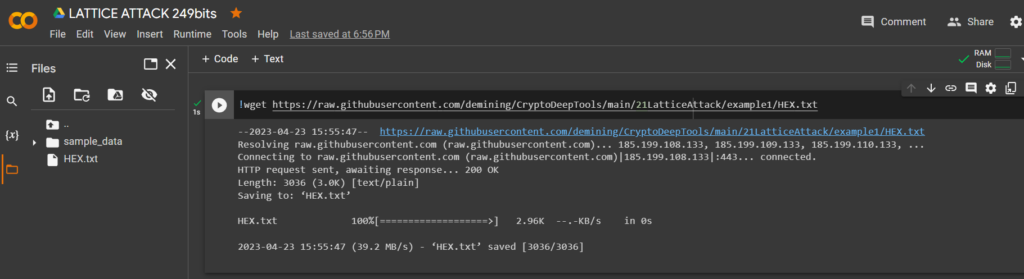 LATTICE ATTACK 249bits
File Edit View Insert Runtime Tools Help Last saved at 6:56 PM
Comment Share
Files
+ Code + Text
RAM
Disk
..
sample_data
HEX.txt
{x}
1s
!wget https://raw.githubusercontent.com/demining/CryptoDeepTools/main/21LatticeAttack/example1/HEX.txt
--2023-04-23 15:55:47-- https://raw.githubusercontent.com/demining/CryptoDeepTools/main/21LatticeAttack/example1/HEX.txt
Resolving raw.githubusercontent.com (raw.githubusercontent.com)... 185.199.108.133, 185.199.109.133, 185.199.110.133, ...
Connecting to raw.githubusercontent.com (raw.githubusercontent.com)|185.199.108.133|:443... connected.
HTTP request sent, awaiting response... 200 OK
Length: 3036 (3.0K) [text/plain]
Saving to: ‘HEX.txt’
HEX.txt 100%[===================>] 2.96K --.-KB/s in 0s
2023-04-23 15:55:47 (39.2 MB/s) - ‘HEX.txt’ saved [3036/3036]